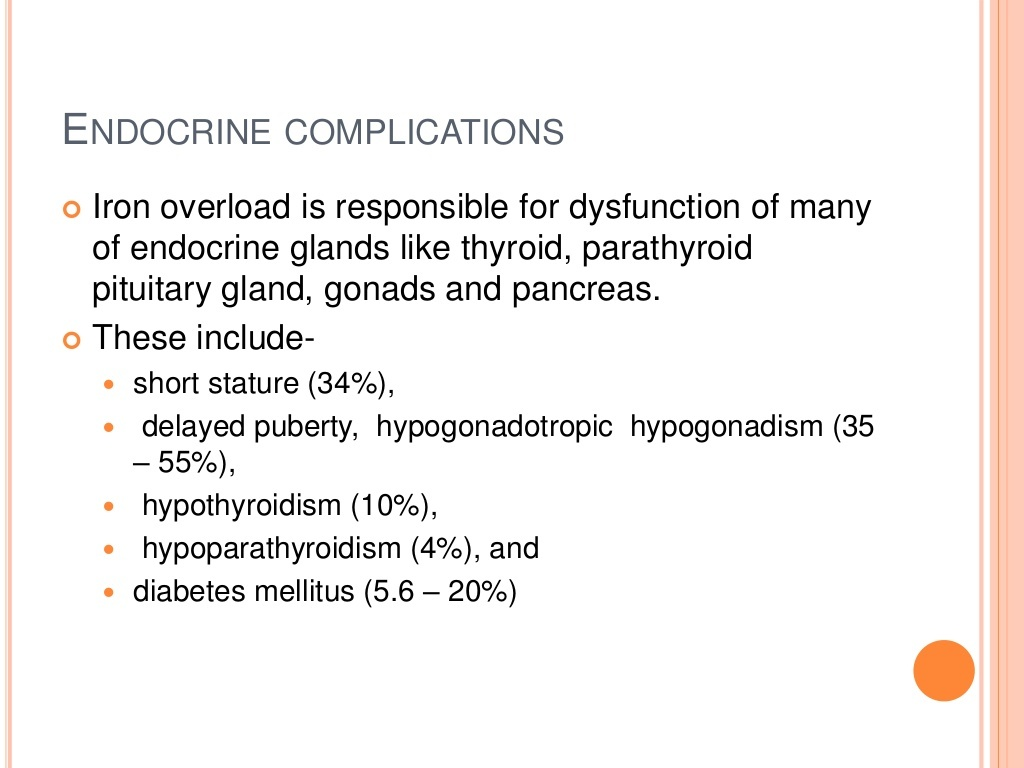 ENDOCRINE COMPLICATIONS
Iron overload is responsible for dysfunction of many
of endocrine glands like thyroid, parathyroid
pituitary gland, gonads and pancreas.
These include-
short stature (34%),
delayed puberty, hypogonadotropic hypogonadism (35
– 55%),
hypothyroidism (10%),
hypoparathyroidism (4%), and
diabetes mellitus (5.6 – 20%)